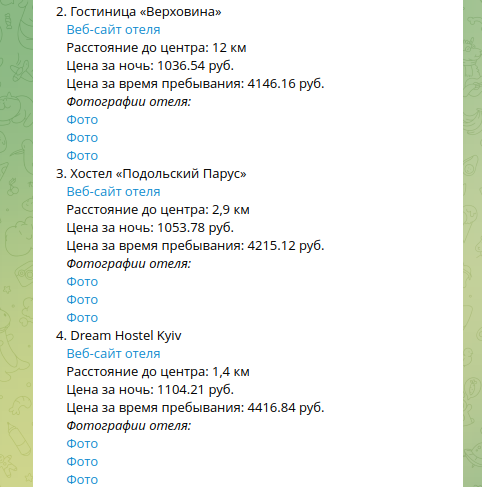 2. Гостиница «Верховина»
Веб-сайт отеля
Расстояние до центра: 12 км
Цена за ночь: 1036.54 руб.
Цена за время пребывания: 4146.16 руб.
Фотографии отеля:
Фото
Фото
Фото
3. Хостел «Подольский Парус»
Веб-сайт отеля
Расстояние до центра: 2,9 км
Цена за ночь: 1053.78 руб.
Цена за время пребывания: 4215.12 руб.
Фотографии отеля:
Фото
Фото
Фото
4. Dream Hostel Kyiv
Веб-сайт отеля
Расстояние до центра: 1,4 км
Цена за ночь: 1104.21 руб.
Цена за время пребывания: 4416.84 руб.
Фотографии отеля:
Фото
Фото
Фото